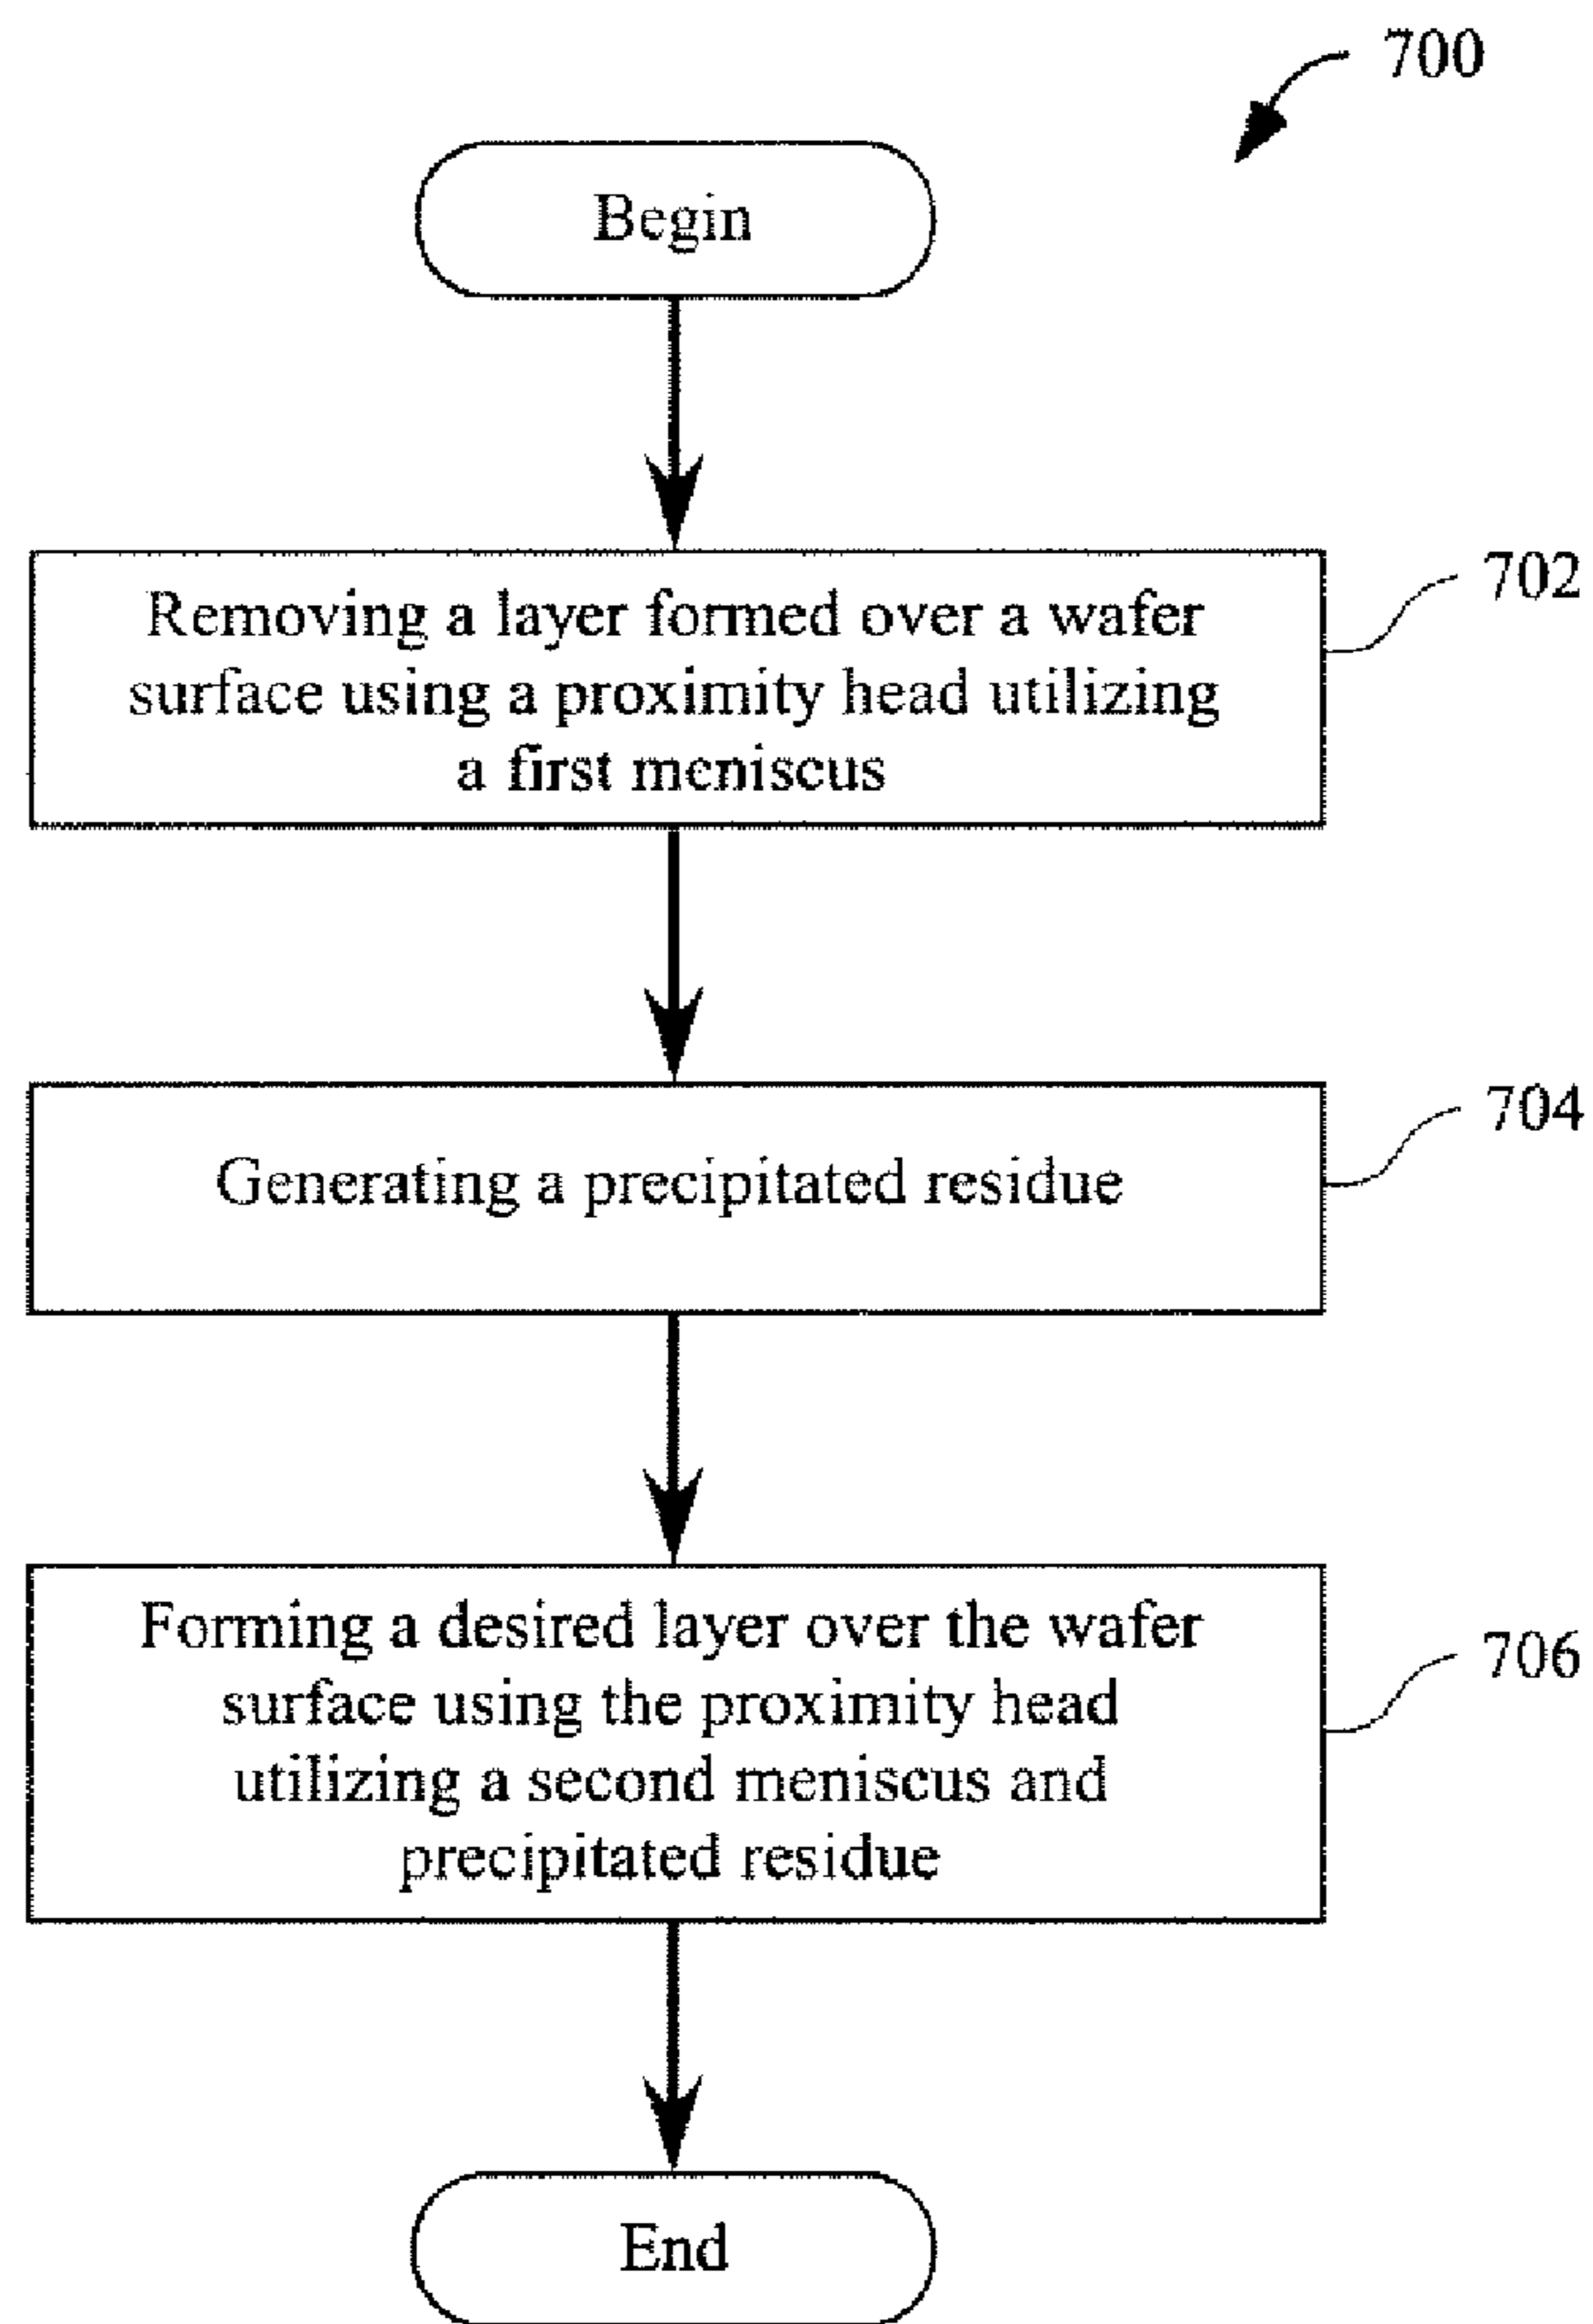 700
Begin
Removing a layer formed over a wafer
surface using a proximity head utilizing
a first meniscus
702
Generating a precipitated residue
704
Forming a desired layer over the wafer
surface using the proximity head
utilizing a second meniscus and
precipitated residue
706
End